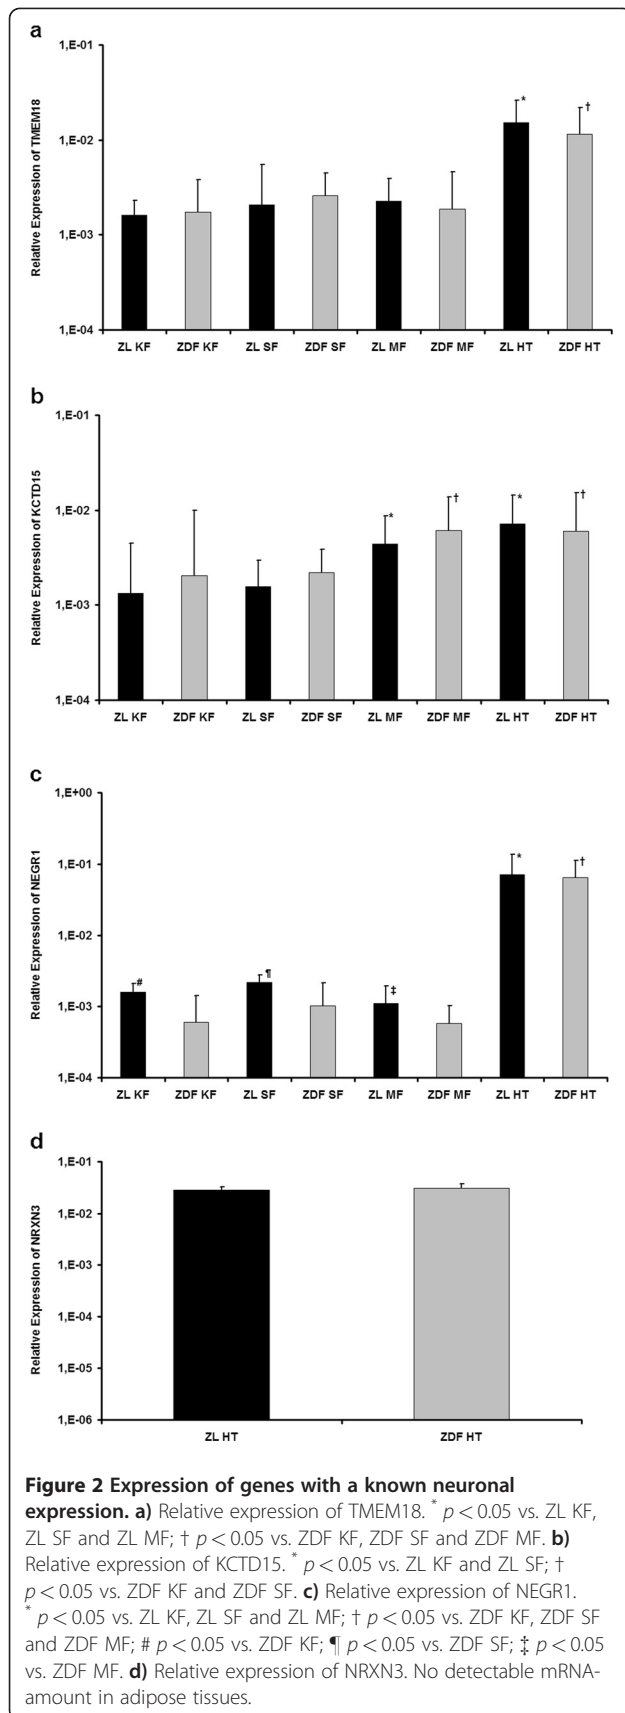 a
Relative Expression of TMEM18
1,E-01
1,E-02
1,E-03
1,E-04
ZL KF ZDF KF ZL SF ZDF SF ZL MF ZDF MF ZL HT ZDF HT
* †
b
Relative Expression of KCTD15
1,E-01
1,E-02
1,E-03
1,E-04
ZL KF ZDF KF ZL SF ZDF SF ZL MF ZDF MF ZL HT ZDF HT
* † * †
c
Relative Expression of NEGR1
1,E+00
1,E-01
1,E-02
1,E-03
1,E-04
ZL KF ZDF KF ZL SF ZDF SF ZL MF ZDF MF ZL HT ZDF HT
# ¶ ‡ * †
d
Relative Expression of NRXN3
1,E-01
1,E-02
1,E-03
1,E-04
1,E-05
1,E-06
ZL HT ZDF HT
Figure 2 Expression of genes with a known neuronal
expression. a) Relative expression of TMEM18. * p < 0.05 vs. ZL KF,
ZL SF and ZL MF; † p < 0.05 vs. ZDF KF, ZDF SF and ZDF MF. b)
Relative expression of KCTD15. * p < 0.05 vs. ZL KF and ZL SF; †
p < 0.05 vs. ZDF KF and ZDF SF. c) Relative expression of NEGR1.
* p < 0.05 vs. ZL KF, ZL SF and ZL MF; † p < 0.05 vs. ZDF KF, ZDF SF
and ZDF MF; # p < 0.05 vs. ZDF KF; ¶ p < 0.05 vs. ZDF SF; ‡ p < 0.05
vs. ZDF MF. d) Relative expression of NRXN3. No detectable mRNA-
amount in adipose tissues.